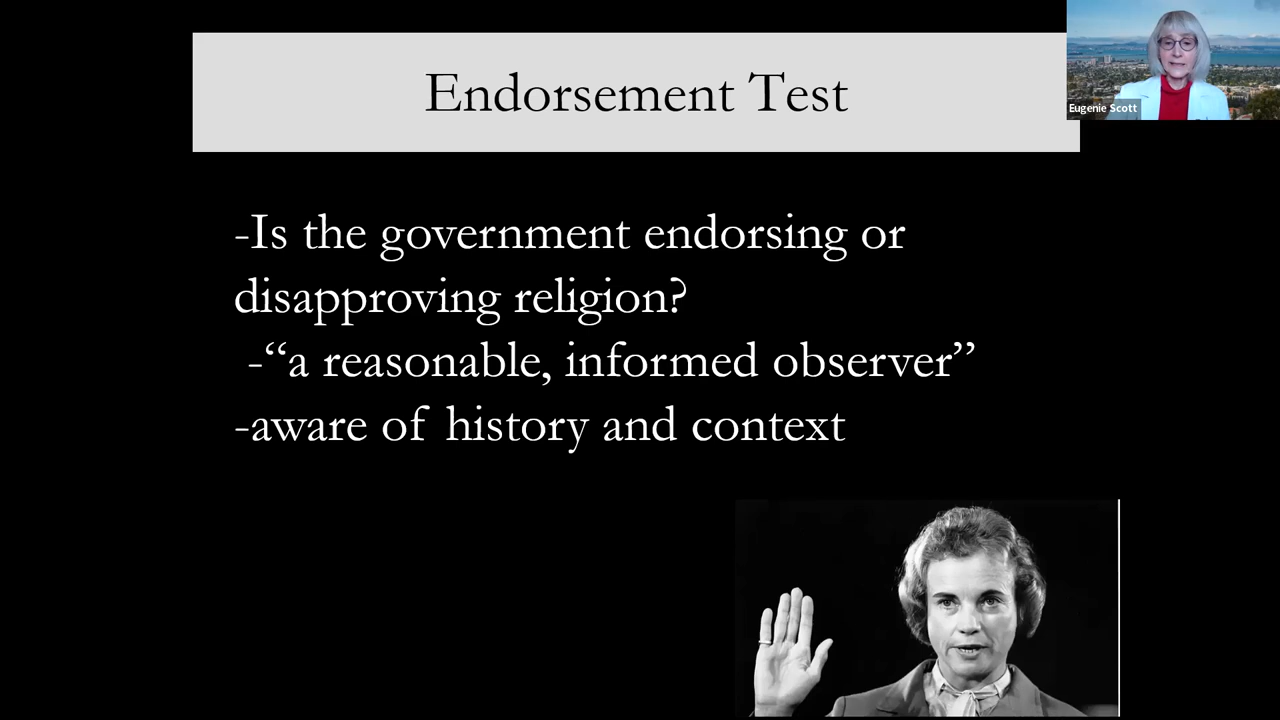 Endorsement Test
Eugenie Scott
-Is the government endorsing or
disapproving religion?
-“a reasonable, informed observer”
-aware of history and context